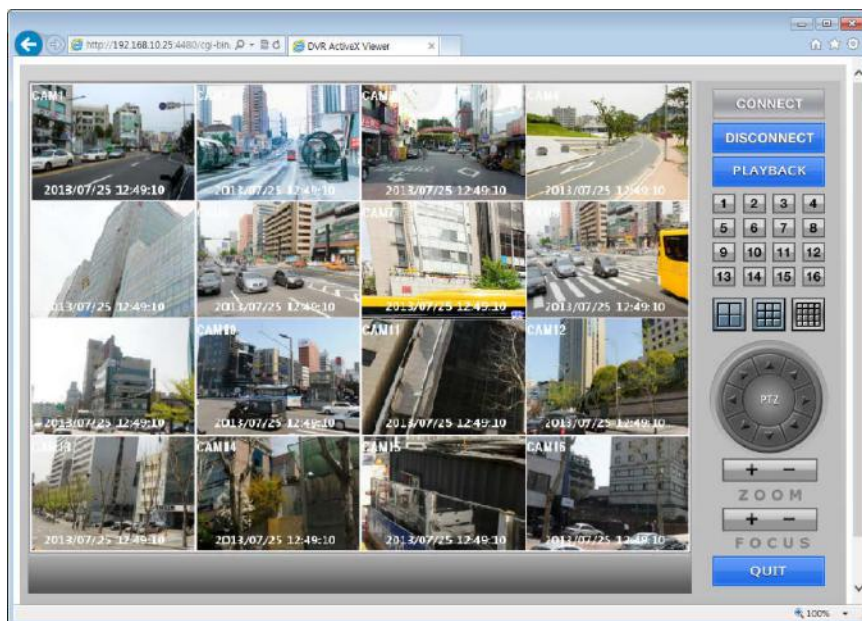 http://192.168.10.25:4480/cgi-bin
DVR ActiveX Viewer
CAM1
CAM4
2013/07/25 12:49:10
2013/07/25 12:49:10
2013/07/25 12:49:10
2013/07/25 12:49:10
CAM7
2013/07/25 12:49:10
2013/07/25 12:49:10
2013/07/25 12:49:10
2013/07/25 12:49:10
CAM10
CAM11
CAM12
2013/07/25 12:49:10
2013/07/25 12:49:10
2013/07/25 12:49:10
2013/07/25 12:49:10
CAM13
CAM14
CAM15
CAM16
2013/07/25 12:49:10
2013/07/25 12:49:10
2013/07/25 12:49:10
2013/07/25 12:49:10
CONNECT
DISCONNECT
PLAYBACK
1 2 3 4
5 6 7 8
9 10 11 12
13 14 15 16
PTZ
+ -
ZOOM
+ -
FOCUS
QUIT
100%